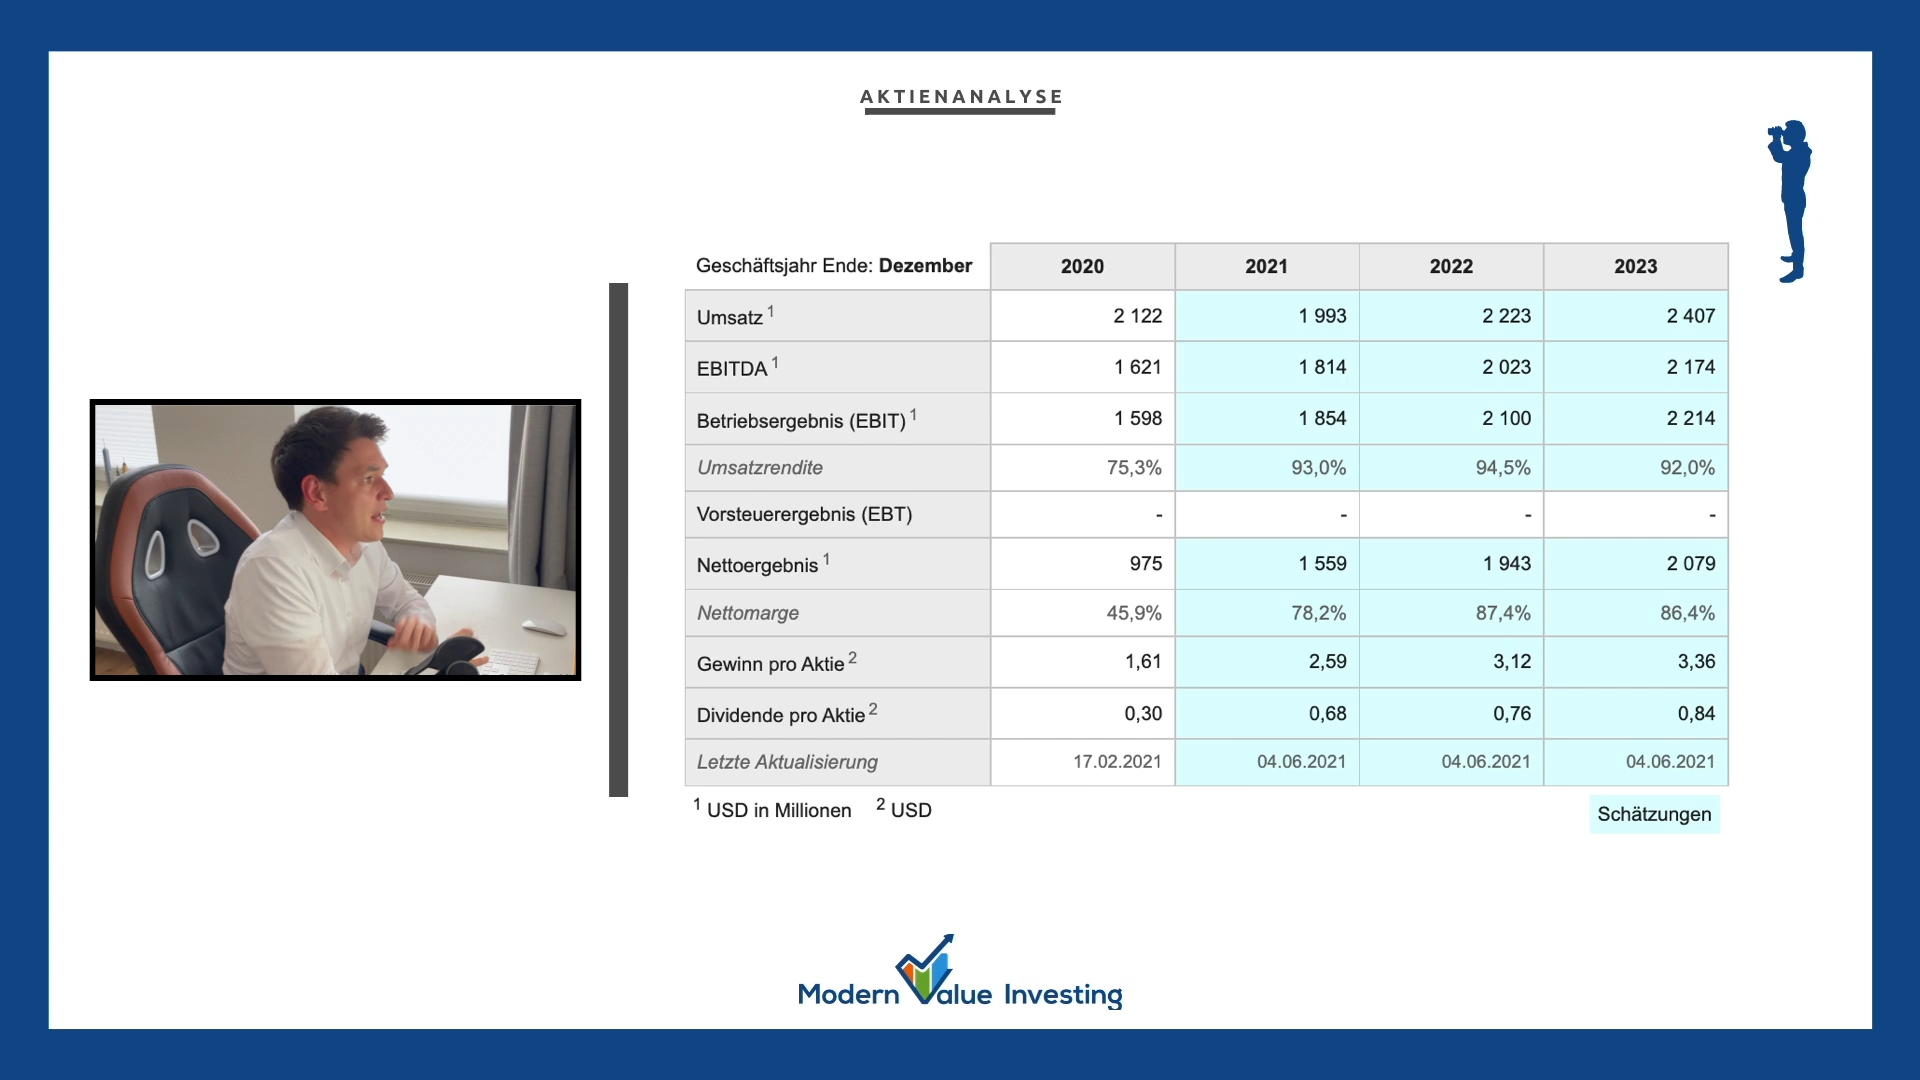 AKTIENANALYSE
Geschäftsjahr Ende: Dezember 2020 2021 2022 2023
Umsatz 1 2 122 1 993 2 223 2 407
EBITDA 1 1 621 1 814 2 023 2 174
Betriebsergebnis (EBIT) 1 1 598 1 854 2 100 2 214
Umsatzrendite 75,3% 93,0% 94,5% 92,0%
Vorsteuerergebnis (EBT) - - - -
Nettoergebnis 1 975 1 559 1 943 2 079
Nettomarge 45,9% 78,2% 87,4% 86,4%
Gewinn pro Aktie 2 1,61 2,59 3,12 3,36
Dividende pro Aktie 2 0,30 0,68 0,76 0,84
Letzte Aktualisierung 17.02.2021 04.06.2021 04.06.2021 04.06.2021
1 USD in Millionen 2 USD Schätzungen
Modern Value Investing